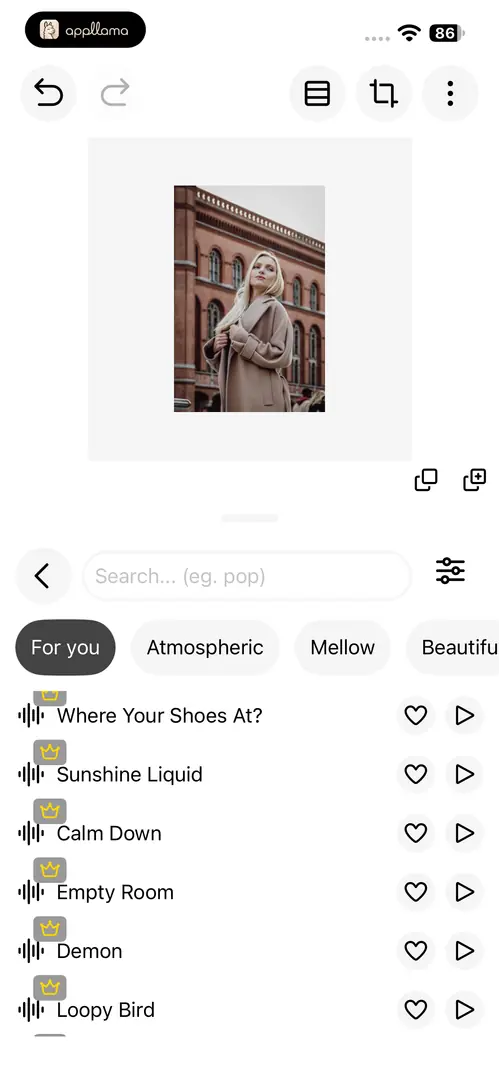 appllama
86
Search... (eg. pop)
For you
Atmospheric
Mellow
Beautifu
Where Your Shoes At?
Sunshine Liquid
Calm Down
Empty Room
Demon
Loopy Bird